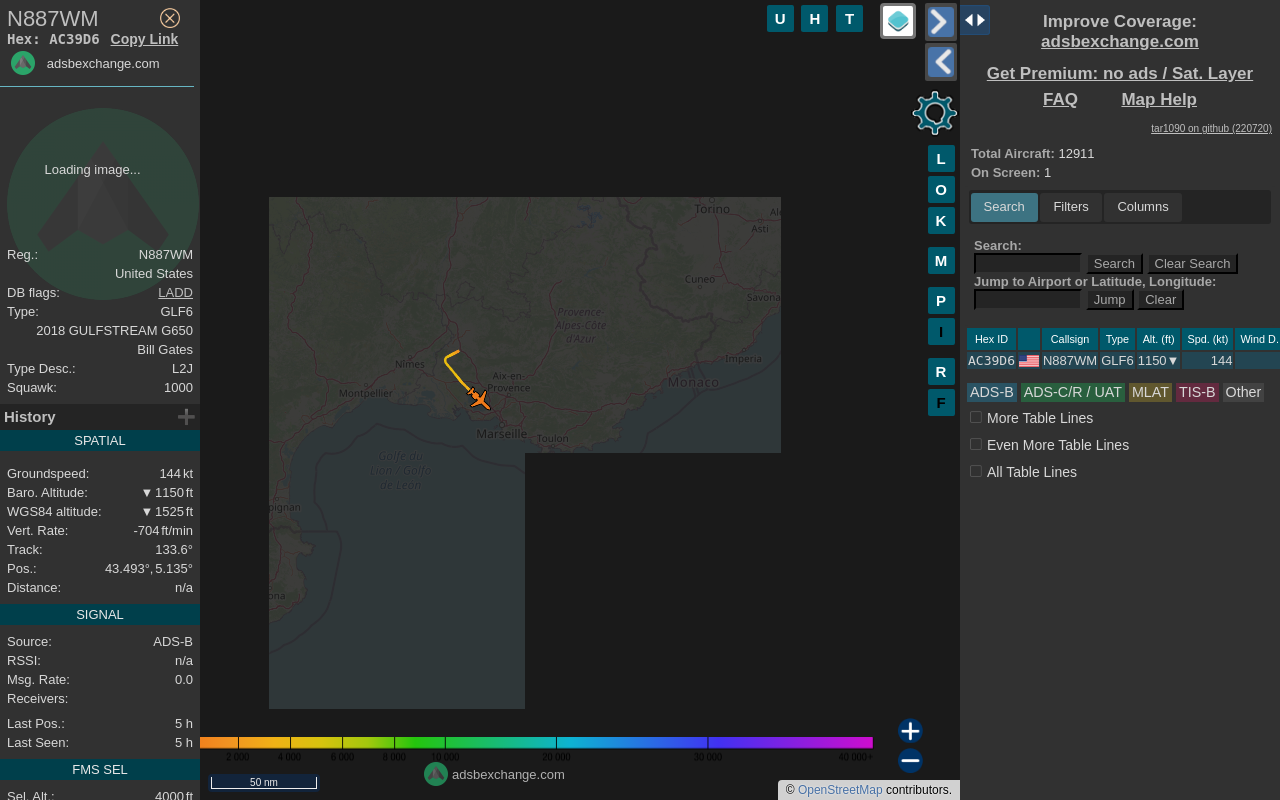 N887WM
Hex: AC39D6 Copy Link
adsbexchange.com
Loading image...
Reg.: N887WM
United States
DB flags: LADD
Type: GLF6
2018 GULFSTREAM G650
Bill Gates
Type Desc.: L2J
Squawk: 1000
History
SPATIAL
Groundspeed: 144 kt
Baro. Altitude: ▼ 1150 ft
WGS84 altitude: ▼ 1525 ft
Vert. Rate: -704 ft/min
Track: 133.6°
Pos.: 43.493°, 5.135°
Distance: n/a
SIGNAL
Source: ADS-B
RSSI: n/a
Msg. Rate: 0.0
Receivers:
Last Pos.: 5 h
Last Seen: 5 h
FMS SEL
Sel. Alt.: 4000 ft
U H T
L
O
K
M
P
I
R
F
Torino
Asti
Cuneo
Savona
Provence-
Alpes-Côte
d'Azur
Imperia
Nîmes
Aix-en-
Provence
Monaco
Montpellier
Marseille
Toulon
Golfe du
Lion / Golfo
de León
pignan
ona
2 000 4 000 6 000 8 000 10 000 20 000 30 000 40 000+
50 nm
adsbexchange.com
© OpenStreetMap contributors.
Improve Coverage:
adsbexchange.com
Get Premium: no ads / Sat. Layer
FAQ Map Help
tar1090 on github (220720)
Total Aircraft: 12911
On Screen: 1
Search Filters Columns
Search:
Search Clear Search
Jump to Airport or Latitude, Longitude:
Jump Clear
Hex ID Callsign Type Alt. (ft) Spd. (kt) Wind D.
AC39D6 N887WM GLF6 1150▼ 144
ADS-B ADS-C/R / UAT MLAT TIS-B Other
More Table Lines
Even More Table Lines
All Table Lines